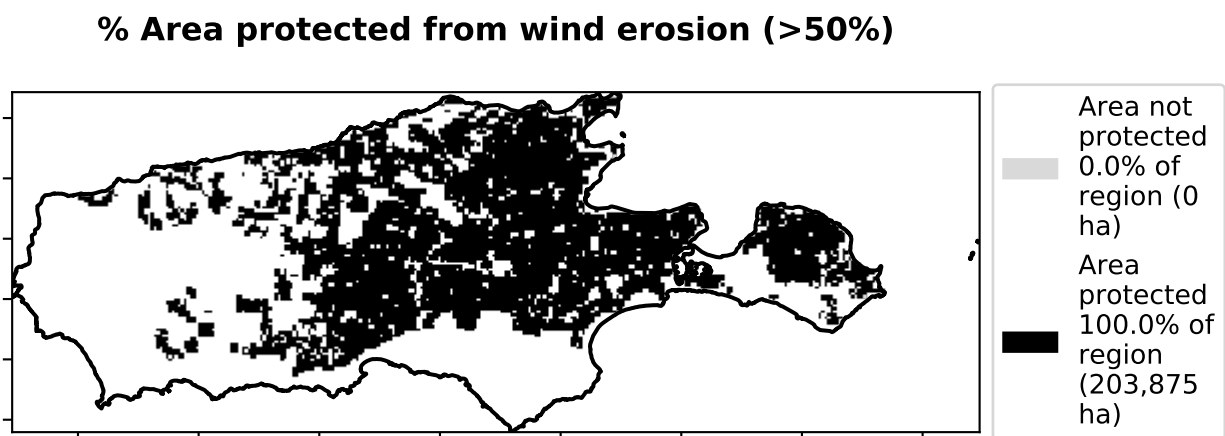 % Area protected from wind erosion (>50%)
Area not
protected
0.0% of
region (0
ha)
Area
protected
100.0% of
region
(203,875
ha)